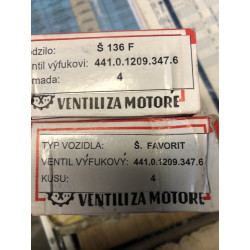 dzilo: Š 136 F
ntil výfukoví: 441.0.1209.347.6
mada: 4
VENTILI ZA MOTORE
TYP VOZIDLA: Š. FAVORIT
VENTIL VÝFUKOVÝ: 441.0.1209.347.6
KUSU: 4
VENTILI ZA MOTORE